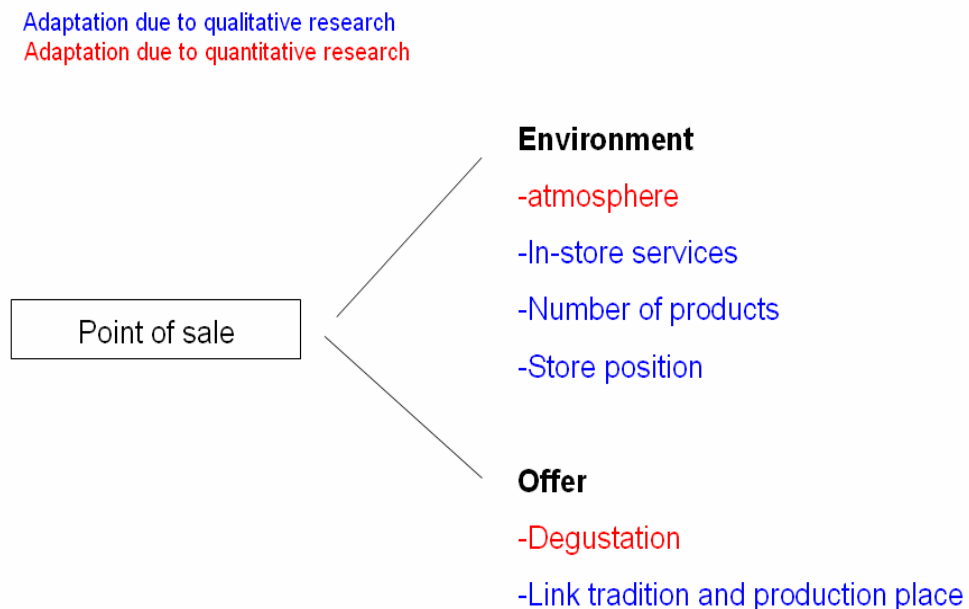 Adaptation due to qualitative research
Adaptation due to quantitative research
Environment
-atmosphere
-In-store services
-Number of products
-Store position
Point of sale
Offer
-Degustation
-Link tradition and production place